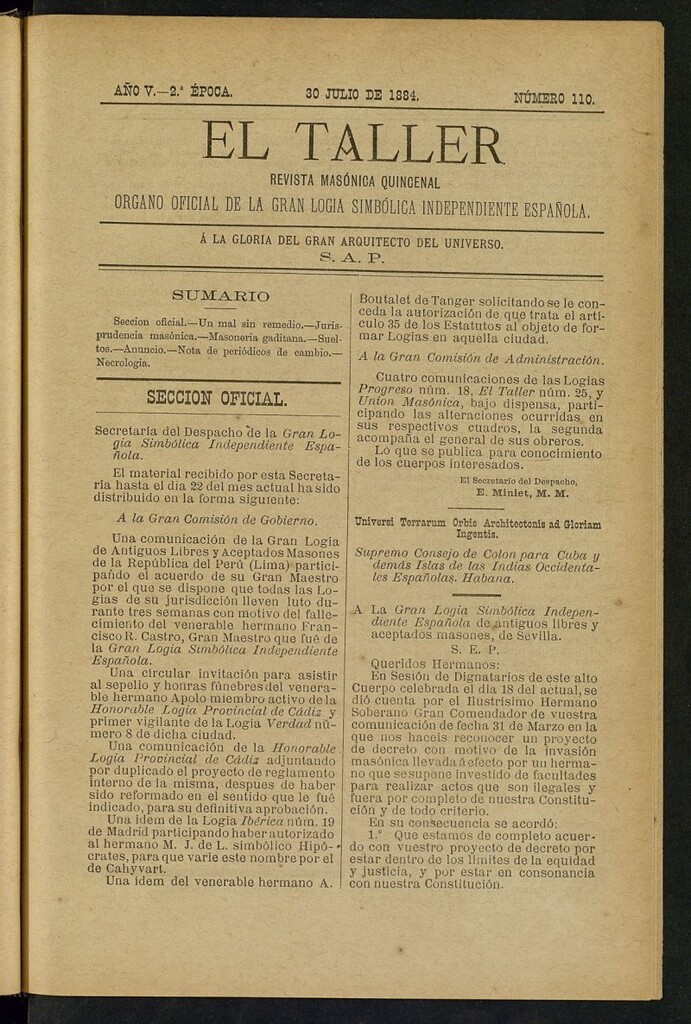 AÑO V.—2.ª ÉPOCA.
30 JULIO DE 1884.
NÚMERO 110.
EL TALLER
REVISTA MASÓNICA QUINCENAL
ORGANO OFICIAL DE LA GRAN LOGIA SIMBÓLICA INDEPENDIENTE ESPAÑOLA.
Á LA GLORIA DEL GRAN ARQUITECTO DEL UNIVERSO.
S. A. P.
SUMARIO
Seccion oficial.—Un mal sin remedio.—Juris-
prudencia masónica.—Masoneria gaditana.—Suel-
tos.—Anuncio.—Nota de periódicos de cambio.—
Necrologia.
SECCION OFICIAL.
Secretaría del Despacho de la Gran Lo-
gia Simbólica Independiente Espa-
ñola.
El material recibido por esta Secreta-
ría hasta el dia 22 del mes actual ha sido
distribuido en la forma siguiente:
A la Gran Comisión de Gobierno.
Una comunicación de la Gran Logia
de Antiguos Libres y Aceptados Masones
de la República del Perú (Lima) partici-
pando el acuerdo de su Gran Maestro
por el que se dispone que todas las Lo-
gias de su jurisdicción lleven luto du-
rante tres semanas con motivo del falle-
cimiento del venerable hermano Fran-
cisco R. Castro, Gran Maestro que fué de
la Gran Logia Simbólica Independiente
Española.
Una circular invitación para asistir
al sepelio y honras fúnebres del venera-
ble hermano Apolo miembro activo de la
Honorable Logia Provincial de Cádiz y
primer vigilante de la Logia Verdad nú-
mero 8 de dicha ciudad.
Una comunicación de la Honorable
Logia Provincial de Cádiz adjuntando
por duplicado el proyecto de reglamento
interno de la misma, despues de haber
sido reformado en el sentido que le fué
indicado, para su definitiva aprobación.
Una idem de la Logia Ibérica núm. 19
de Madrid participando haber autorizado
al hermano M. J. de L. simbólico Hipó-
crates, para que varie este nombre por el
de Cahyvart.
Una idem del venerable hermano A.
Boutalet de Tanger solicitando se le con-
ceda la autorización de que trata el artí-
culo 35 de los Estatutos al objeto de for-
mar Logias en aquella ciudad.
A la Gran Comisión de Administración.
Cuatro comunicaciones de las Logias
Progreso núm. 18, El Taller núm. 25, y
Union Masónica, bajo dispensa, parti-
cipando las alteraciones ocurridas en
sus respectivos cuadros, la segunda
acompaña el general de sus obreros.
Lo que se publica para conocimiento
de los cuerpos interesados.
El Secretario del Despacho,
E. Miniet, M. M.
Universi Terrarum Orbis Architectonis ad Gloriam
Ingentis.
Supremo Consejo de Colon para Cuba y
demás Islas de las Indias Occidenta-
les Españolas. Habana.
A La Gran Logia Simbólica Indepen-
diente Española de antiguos libres y
aceptados masones, de Sevilla.
S. E. P.
Queridos Hermanos:
En Sesión de Dignatarios de este alto
Cuerpo celebrada el dia 18 del actual, se
dió cuenta por el Ilustrísimo Hermano
Soberano Gran Comendador de vuestra
comunicación de fecha 31 de Marzo en la
que nos haceis reconocer un proyecto
de decreto con motivo de la invasión
masónica llevada á efecto por un herma-
no que se supone investido de facultades
para realizar actos que son ilegales y
fuera por completo de nuestra Constitu-
ción y de todo criterio.
En su consecuencia se acordó:
1.° Que estamos de completo acuer-
do con vuestro proyecto de decreto por
estar dentro de los límites de la equidad
y justicia, y por estar en consonancia
con nuestra Constitución.